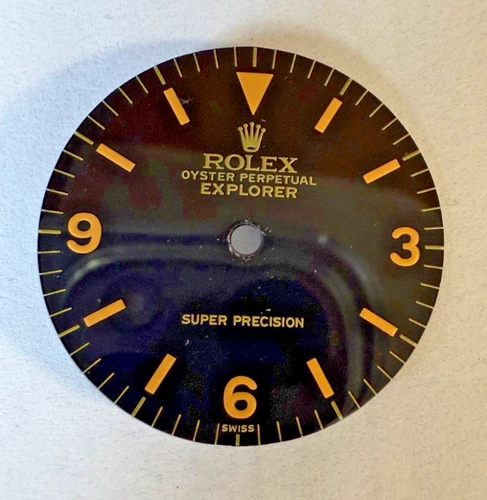 ROLEX
OYSTER PERPETUAL
EXPLORER
9 3
SUPER PRECISION
6
SWISS